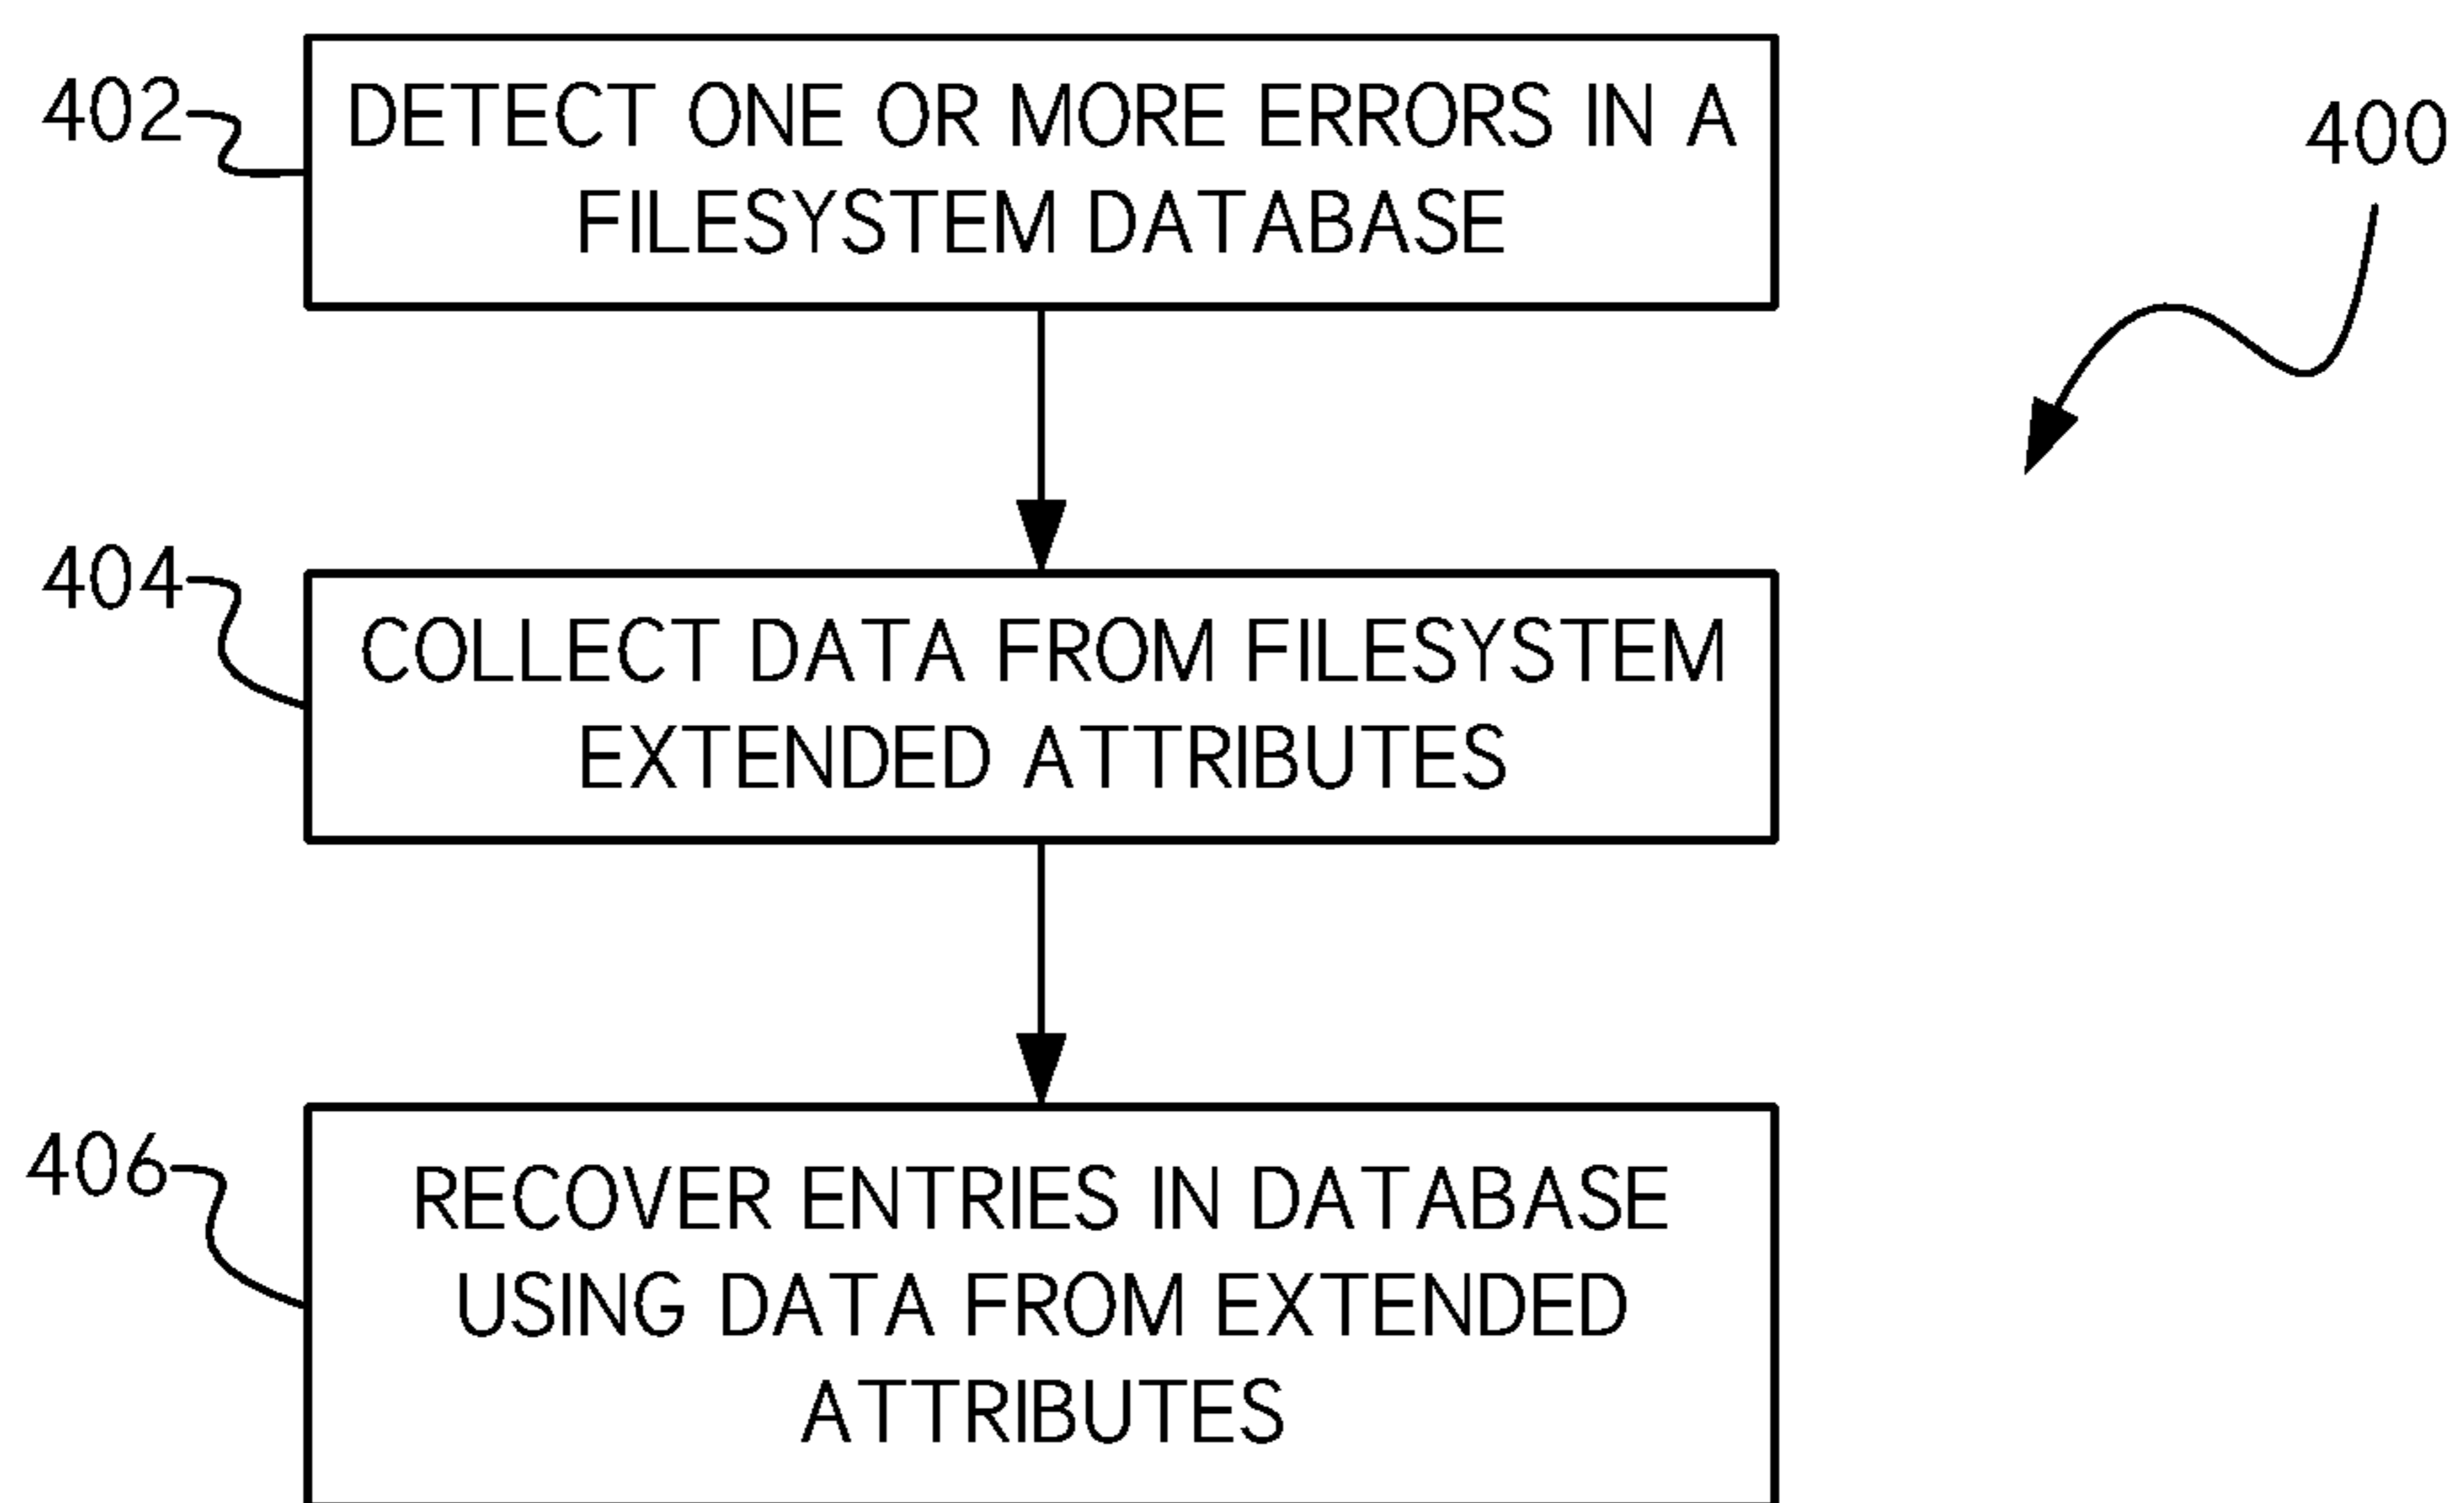 402
DETECT ONE OR MORE ERRORS IN A
FILESYSTEM DATABASE
400
404
COLLECT DATA FROM FILESYSTEM
EXTENDED ATTRIBUTES
406
RECOVER ENTRIES IN DATABASE
USING DATA FROM EXTENDED
ATTRIBUTES